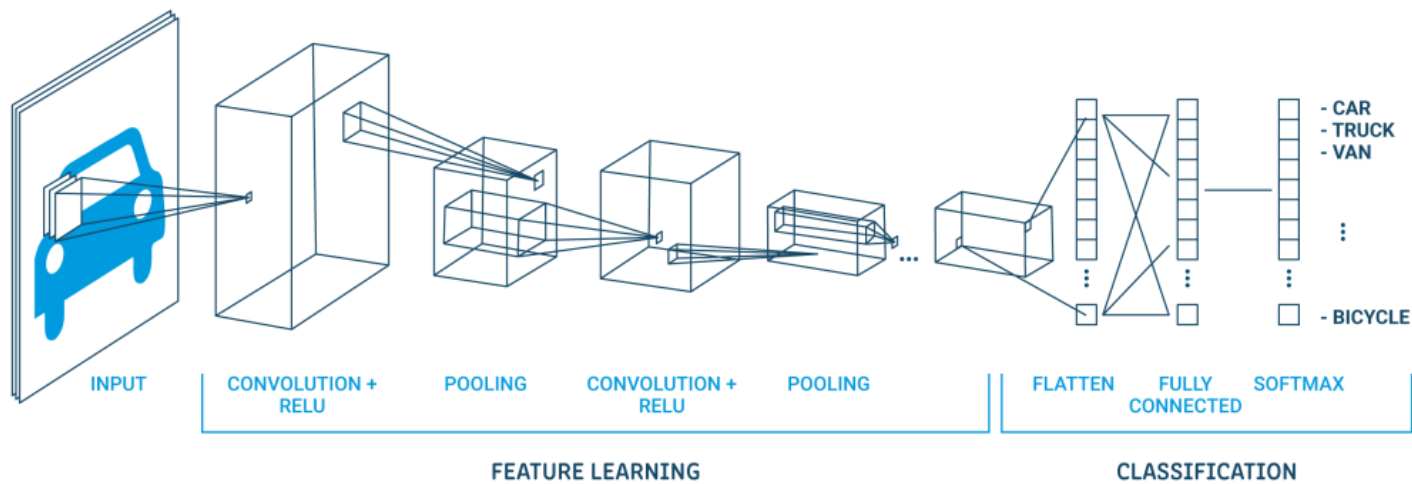 - CAR
- TRUCK
- VAN
- BICYCLE
INPUT
CONVOLUTION +
RELU
POOLING
CONVOLUTION +
RELU
POOLING
FLATTEN
FULLY
CONNECTED
SOFTMAX
FEATURE LEARNING
CLASSIFICATION